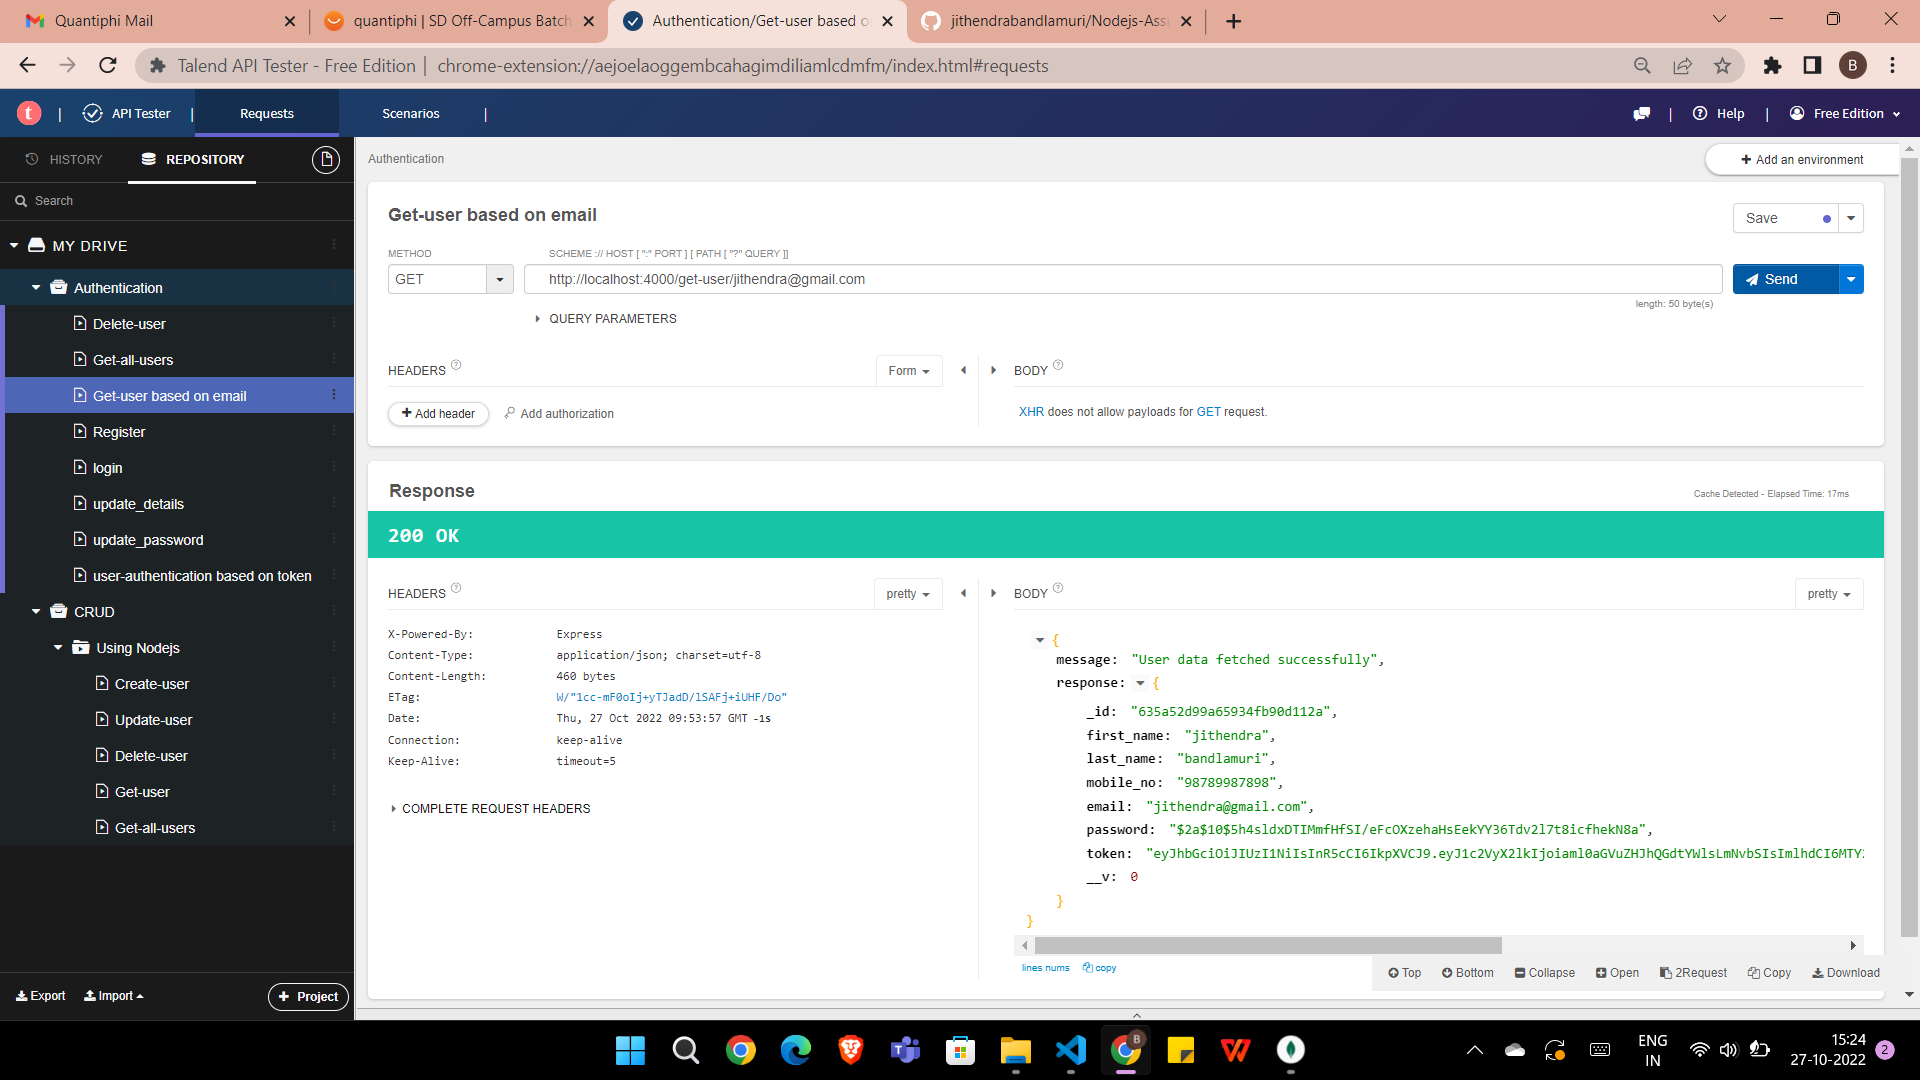 Quantiphi Mail
quantiphi | SD Off-Campus Batch
Authentication/Get-user based o
jithendrabandlamuri/Nodejs-Assi
Talend API Tester - Free Edition | chrome-extension://aejoelaoggembcahagimdiliamlcdmfm/index.html#requests
B
t | API Tester | Requests Scenarios |
| Help | Free Edition
HISTORY REPOSITORY
Search
MY DRIVE
Authentication
Delete-user
Get-all-users
Get-user based on email
Register
login
update_details
update_password
user-authentication based on token
CRUD
Using Nodejs
Create-user
Update-user
Delete-user
Get-user
Get-all-users
Export Import + Project
Authentication
+ Add an environment
Get-user based on email
Save
METHOD
SCHEME :// HOST [ ":" PORT ] [ PATH [ "?" QUERY ]]
GET
http://localhost:4000/get-user/jithendra@gmail.com
Send
length: 50 byte(s)
QUERY PARAMETERS
HEADERS ?
Form
BODY ?
+ Add header
Add authorization
XHR does not allow payloads for GET request.
Response
Cache Detected - Elapsed Time: 17ms
200 OK
HEADERS ?
pretty
BODY ?
pretty
X-Powered-By: Express
Content-Type: application/json; charset=utf-8
Content-Length: 460 bytes
ETag: W/"1cc-mF0oIj+yTJadD/lSAFj+iUHF/Do"
Date: Thu, 27 Oct 2022 09:53:57 GMT -1s
Connection: keep-alive
Keep-Alive: timeout=5
COMPLETE REQUEST HEADERS
{
message: "User data fetched successfully",
response: {
_id: "635a52d99a65934fb90d112a",
first_name: "jithendra",
last_name: "bandlamuri",
mobile_no: "98789987898",
email: "jithendra@gmail.com",
password: "$2a$10$5h4sldxDTIMmfHfSI/eFcOXzehaHsEekYY36Tdv2l7t8icfhekN8a",
token: "eyJhbGciOiJIUzI1NiIsInR5cCI6IkpXVCJ9.eyJ1c2VyX2lkIjoiaml0aGVuZHJhQGdtYWlsLmNvbSIsImlhdCI6MTY
__v: 0
}
}
lines nums copy
Top Bottom Collapse Open 2Request Copy Download
B
ENG
IN
15:24
27-10-2022
2